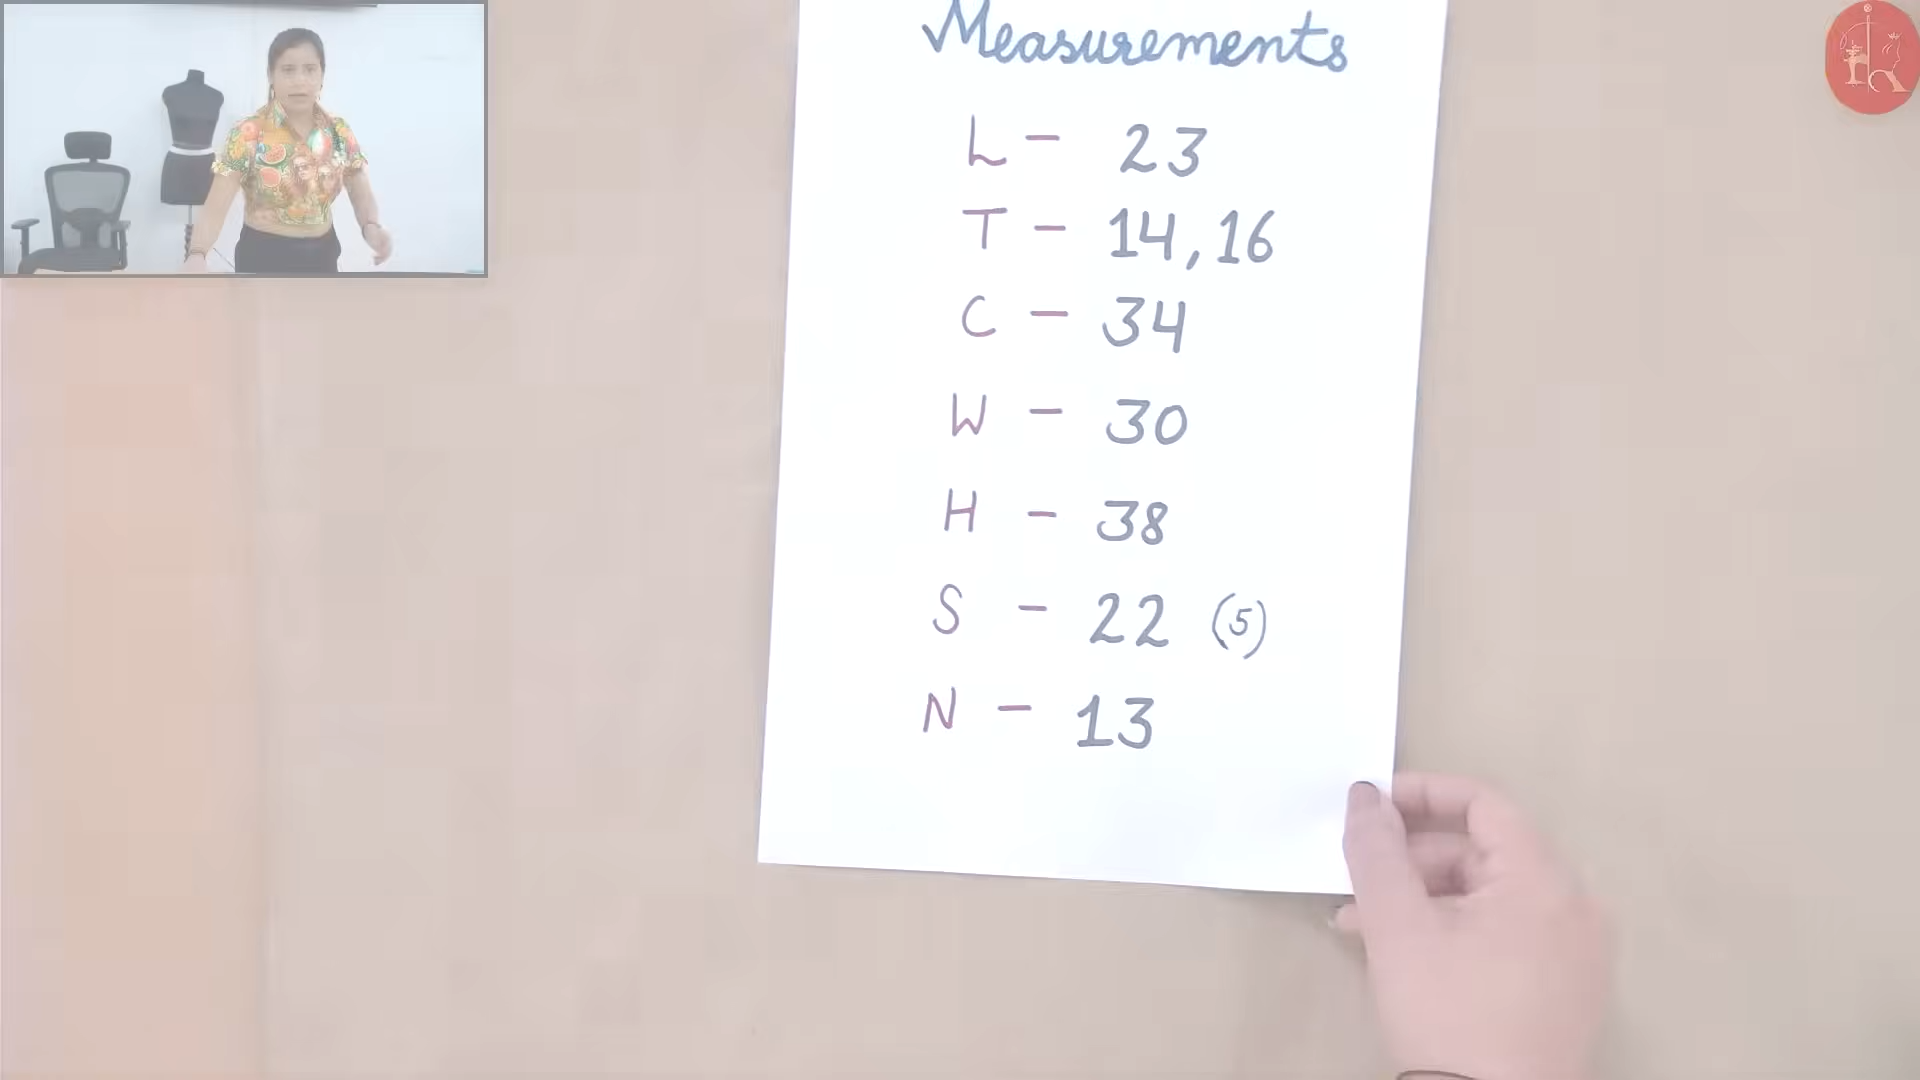 Measurements
L - 23
T - 14, 16
C - 34
W - 30
H - 38
S - 22 (5)
N - 13